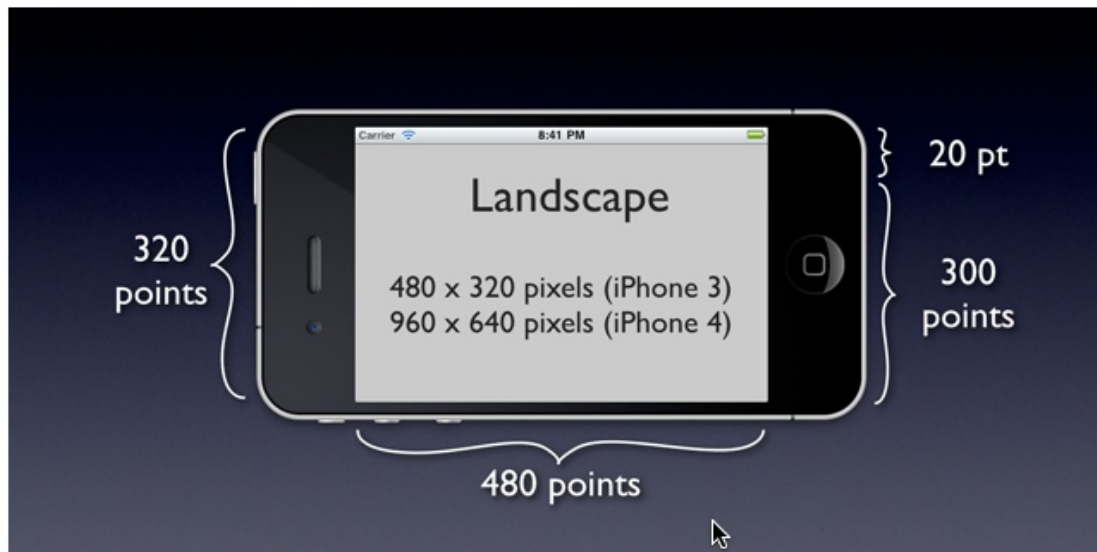 Carrier 8:41 PM
Landscape
480 x 320 pixels (iPhone 3)
960 x 640 pixels (iPhone 4)
320
points
20 pt
300
points
480 points